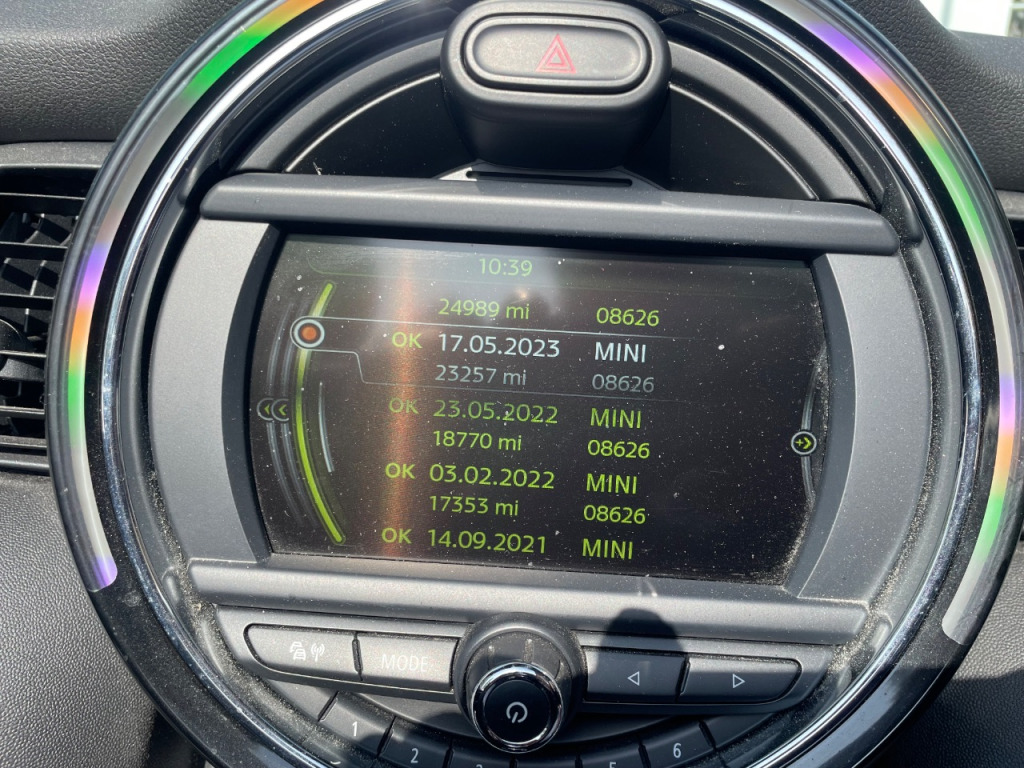 10:39
24989 mi 08626
OK 17.05.2023 MINI
23257 mi 08626
OK 23.05.2022 MINI
18770 mi 08626
OK 03.02.2022 MINI
17353 mi 08626
OK 14.09.2021 MINI
MODE
1
2
6